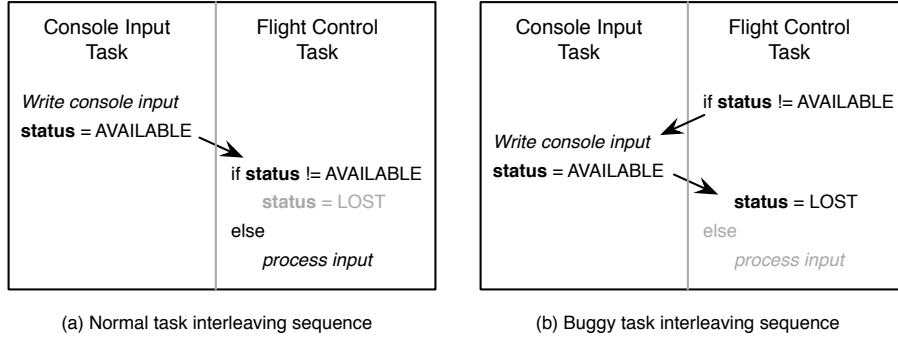 Console Input
Task
Flight Control
Task
Write console input
status = AVAILABLE
if status != AVAILABLE
status = LOST
else
process input
(a) Normal task interleaving sequence
Console Input
Task
Flight Control
Task
if status != AVAILABLE
Write console input
status = AVAILABLE
status = LOST
else
process input
(b) Buggy task interleaving sequence